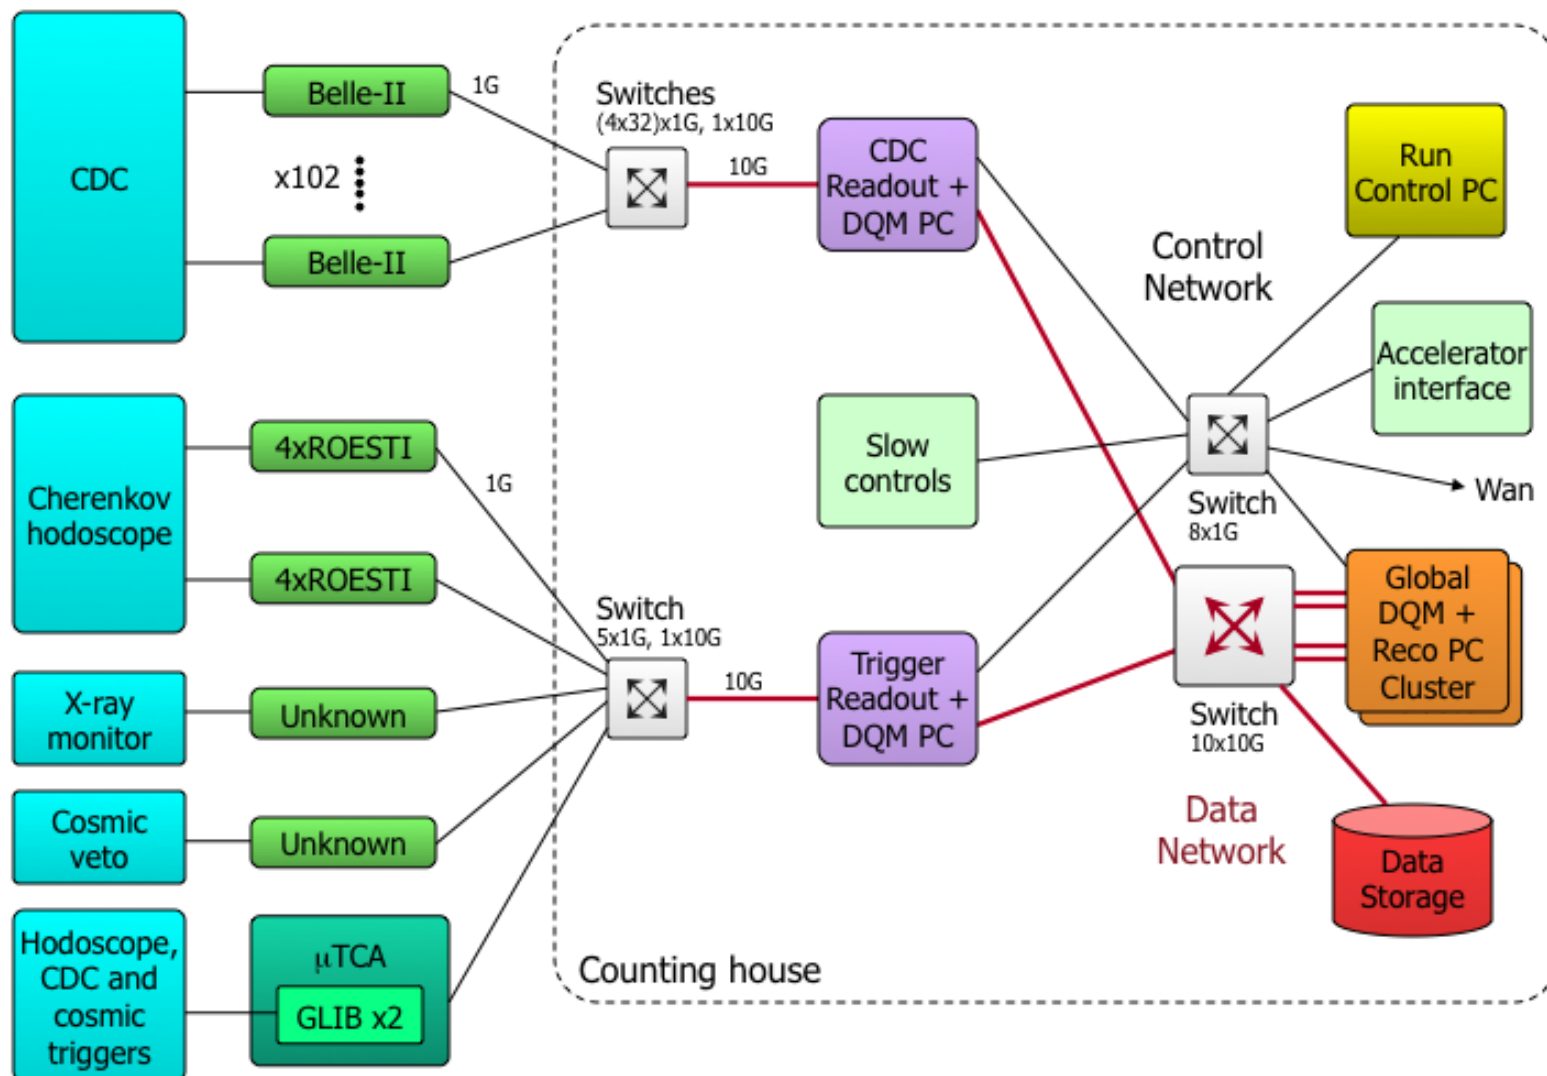 CDC
Belle-II
x102
Belle-II
1G
Switches
(4x32)x1G, 1x10G
10G
CDC
Readout +
DQM PC
Run
Control PC
Control
Network
Accelerator
interface
Slow
controls
Switch
8x1G
Wan
Cherenkov
hodoscope
4xROESTI
4xROESTI
1G
Switch
5x1G, 1x10G
10G
Trigger
Readout +
DQM PC
Switch
10x10G
Global
DQM +
Reco PC
Cluster
Data
Network
Data
Storage
X-ray
monitor
Unknown
Cosmic
veto
Unknown
Hodoscope,
CDC and
cosmic
triggers
μTCA
GLIB x2
Counting house